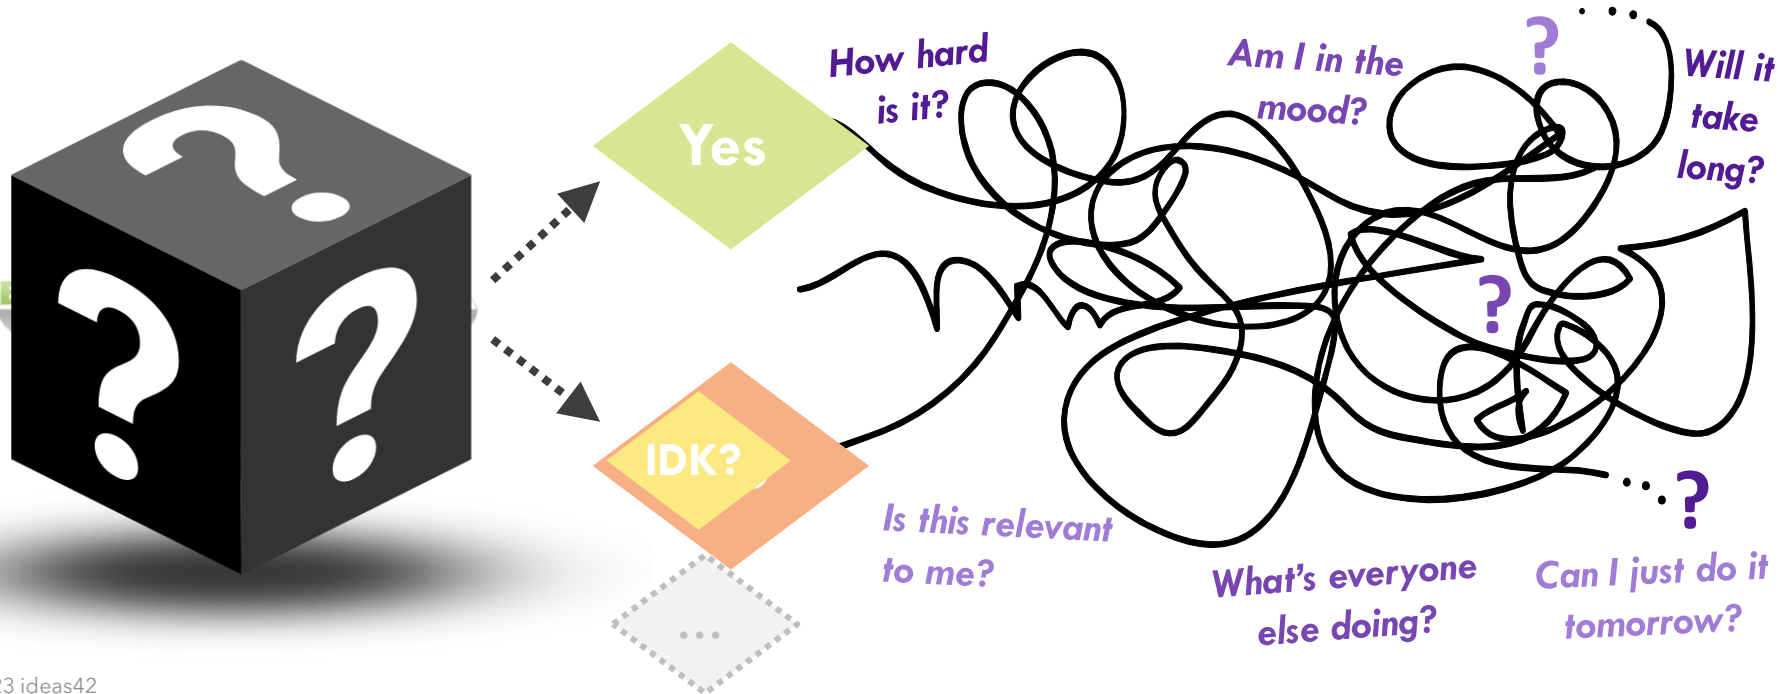 ?
?
?
Yes
IDK?
...
How hard
is it?
Am I in the
mood?
?
Will it
take
long?
?
?
Is this relevant
to me?
What's everyone
else doing?
Can I just do it
tomorrow?
23 ideas42